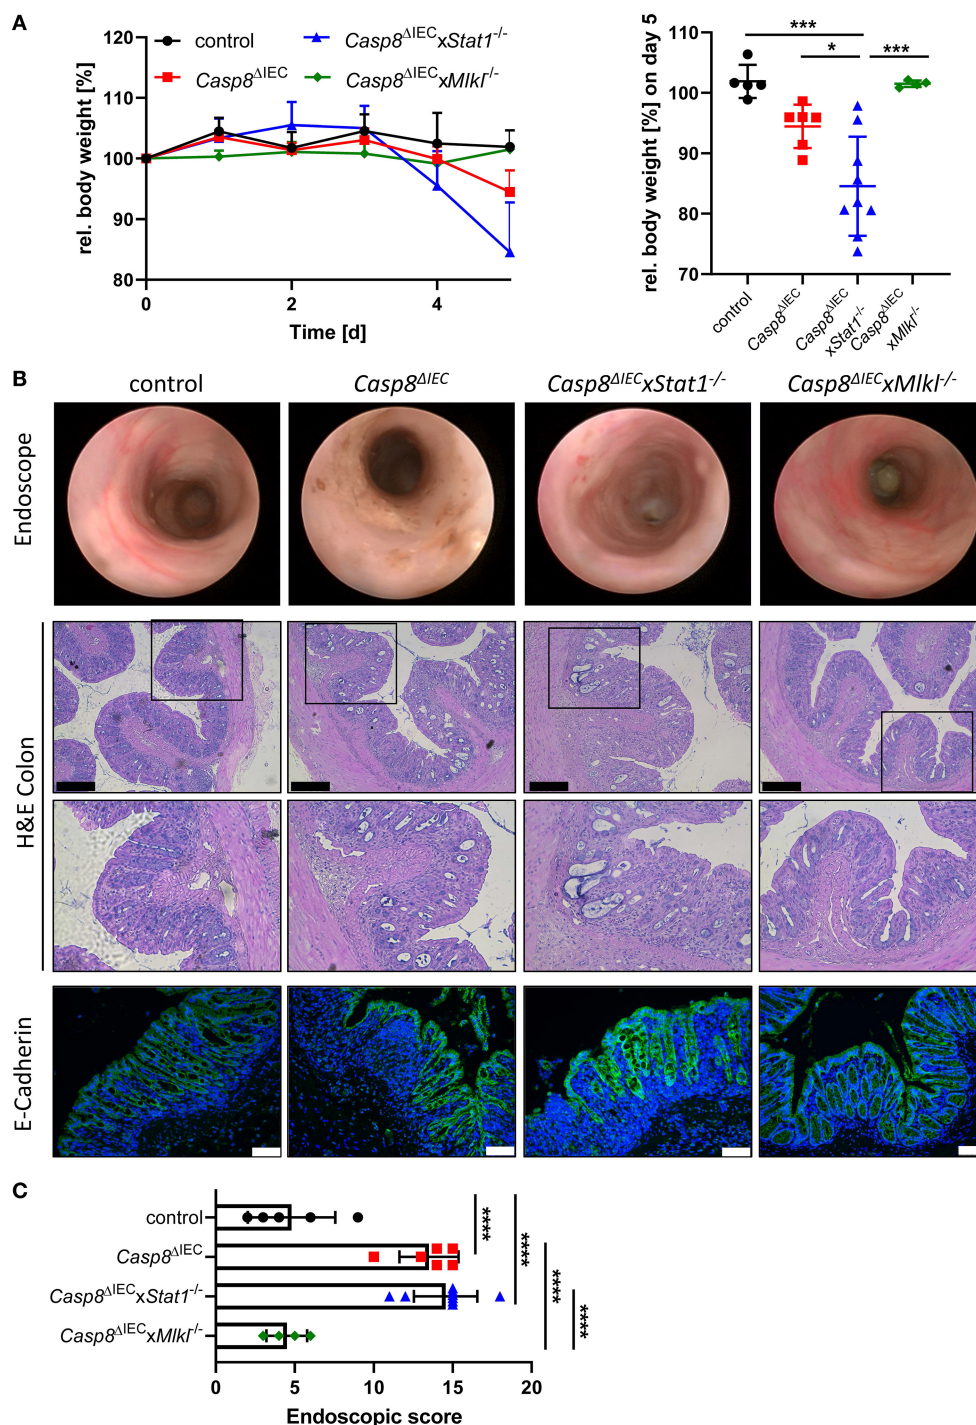 A
120
110
100
90
80
rel. body weight [%]
0 2 4
Time [d]
control
Casp8ΔIEC
Casp8ΔIECxStat1-/-
Casp8ΔIECxMlkl-/-
rel. body weight [%] on day 5
110
100
90
80
70
***
* ***
control
Casp8ΔIEC
Casp8ΔIEC
xStat1-/-
Casp8ΔIEC
xMlkl-/-
B
control Casp8ΔIEC Casp8ΔIECxStat1-/- Casp8ΔIECxMlkl-/-
Endoscope
H&E Colon
E-Cadherin
C
control
Casp8ΔIEC
Casp8ΔIECxStat1-/-
Casp8ΔIECxMlkl-/-
****
****
****
****
0 5 10 15 20
Endoscopic score